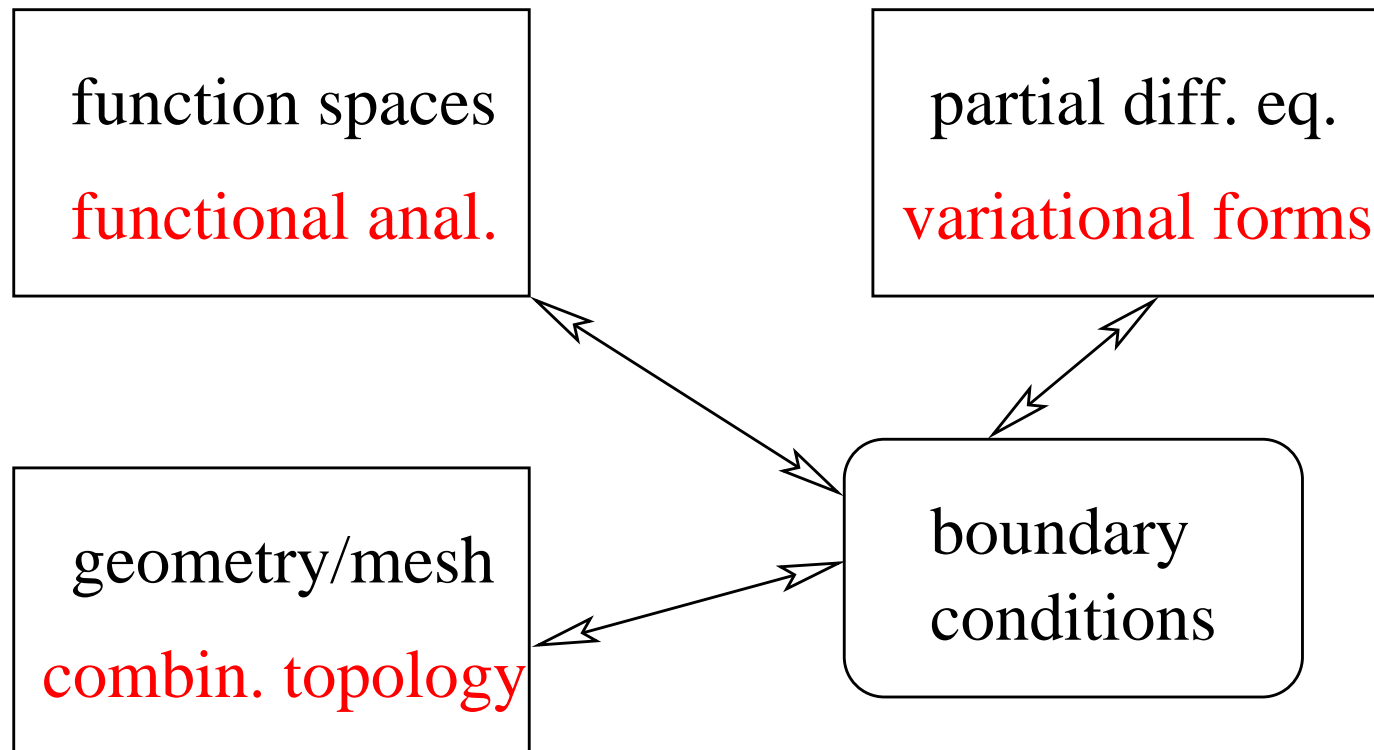 function spaces
functional anal.
partial diff. eq.
variational forms
geometry/mesh
combin. topology
boundary
conditions